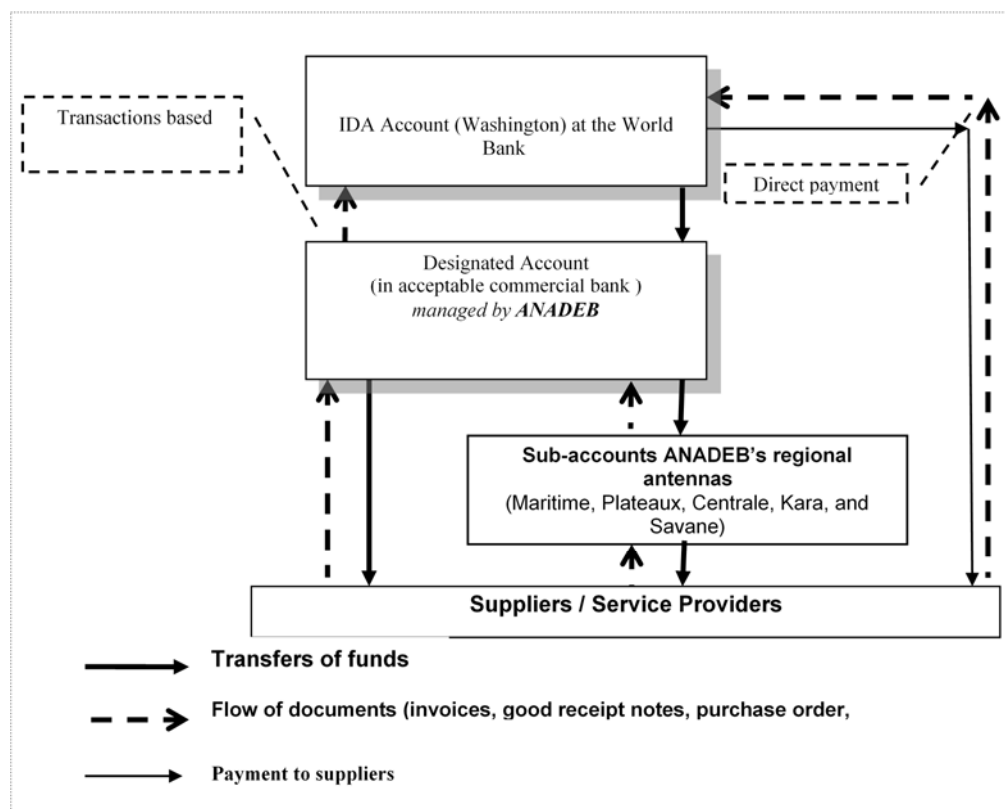 Transactions based
IDA Account (Washington) at the World
Bank
Direct payment
Designated Account
(in acceptable commercial bank )
managed by ANADEB
Sub-accounts ANADEB's regional
antennas
(Maritime, Plateaux, Centrale, Kara, and
Savane)
Suppliers / Service Providers
Transfers of funds
Flow of documents (invoices, good receipt notes, purchase order,
Payment to suppliers